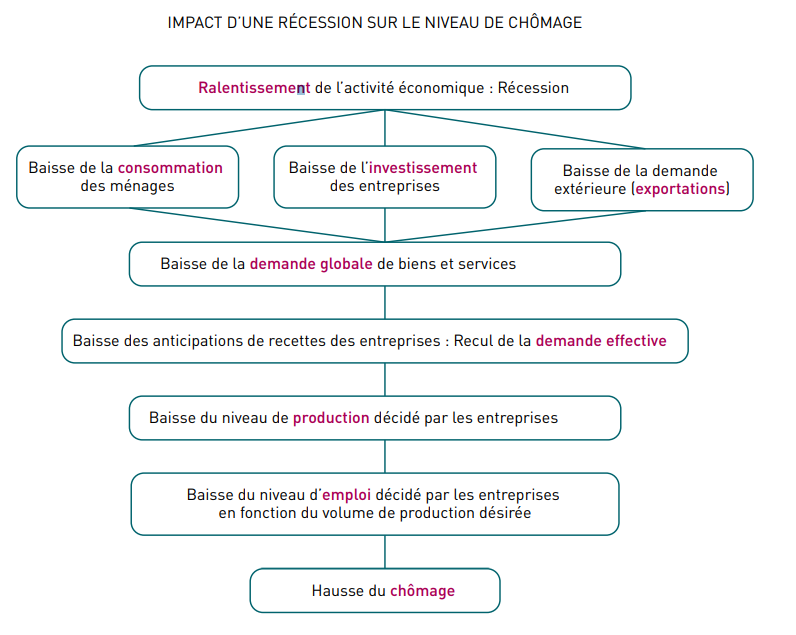 IMPACT D'UNE RÉCESSION SUR LE NIVEAU DE CHÔMAGE
Ralentissement de l'activité économique : Récession
Baisse de la consommation
des ménages
Baisse de l'investissement
des entreprises
Baisse de la demande
extérieure (exportations)
Baisse de la demande globale de biens et services
Baisse des anticipations de recettes des entreprises : Recul de la demande effective
Baisse du niveau de production décidé par les entreprises
Baisse du niveau d'emploi décidé par les entreprises
en fonction du volume de production désirée
Hausse du chômage